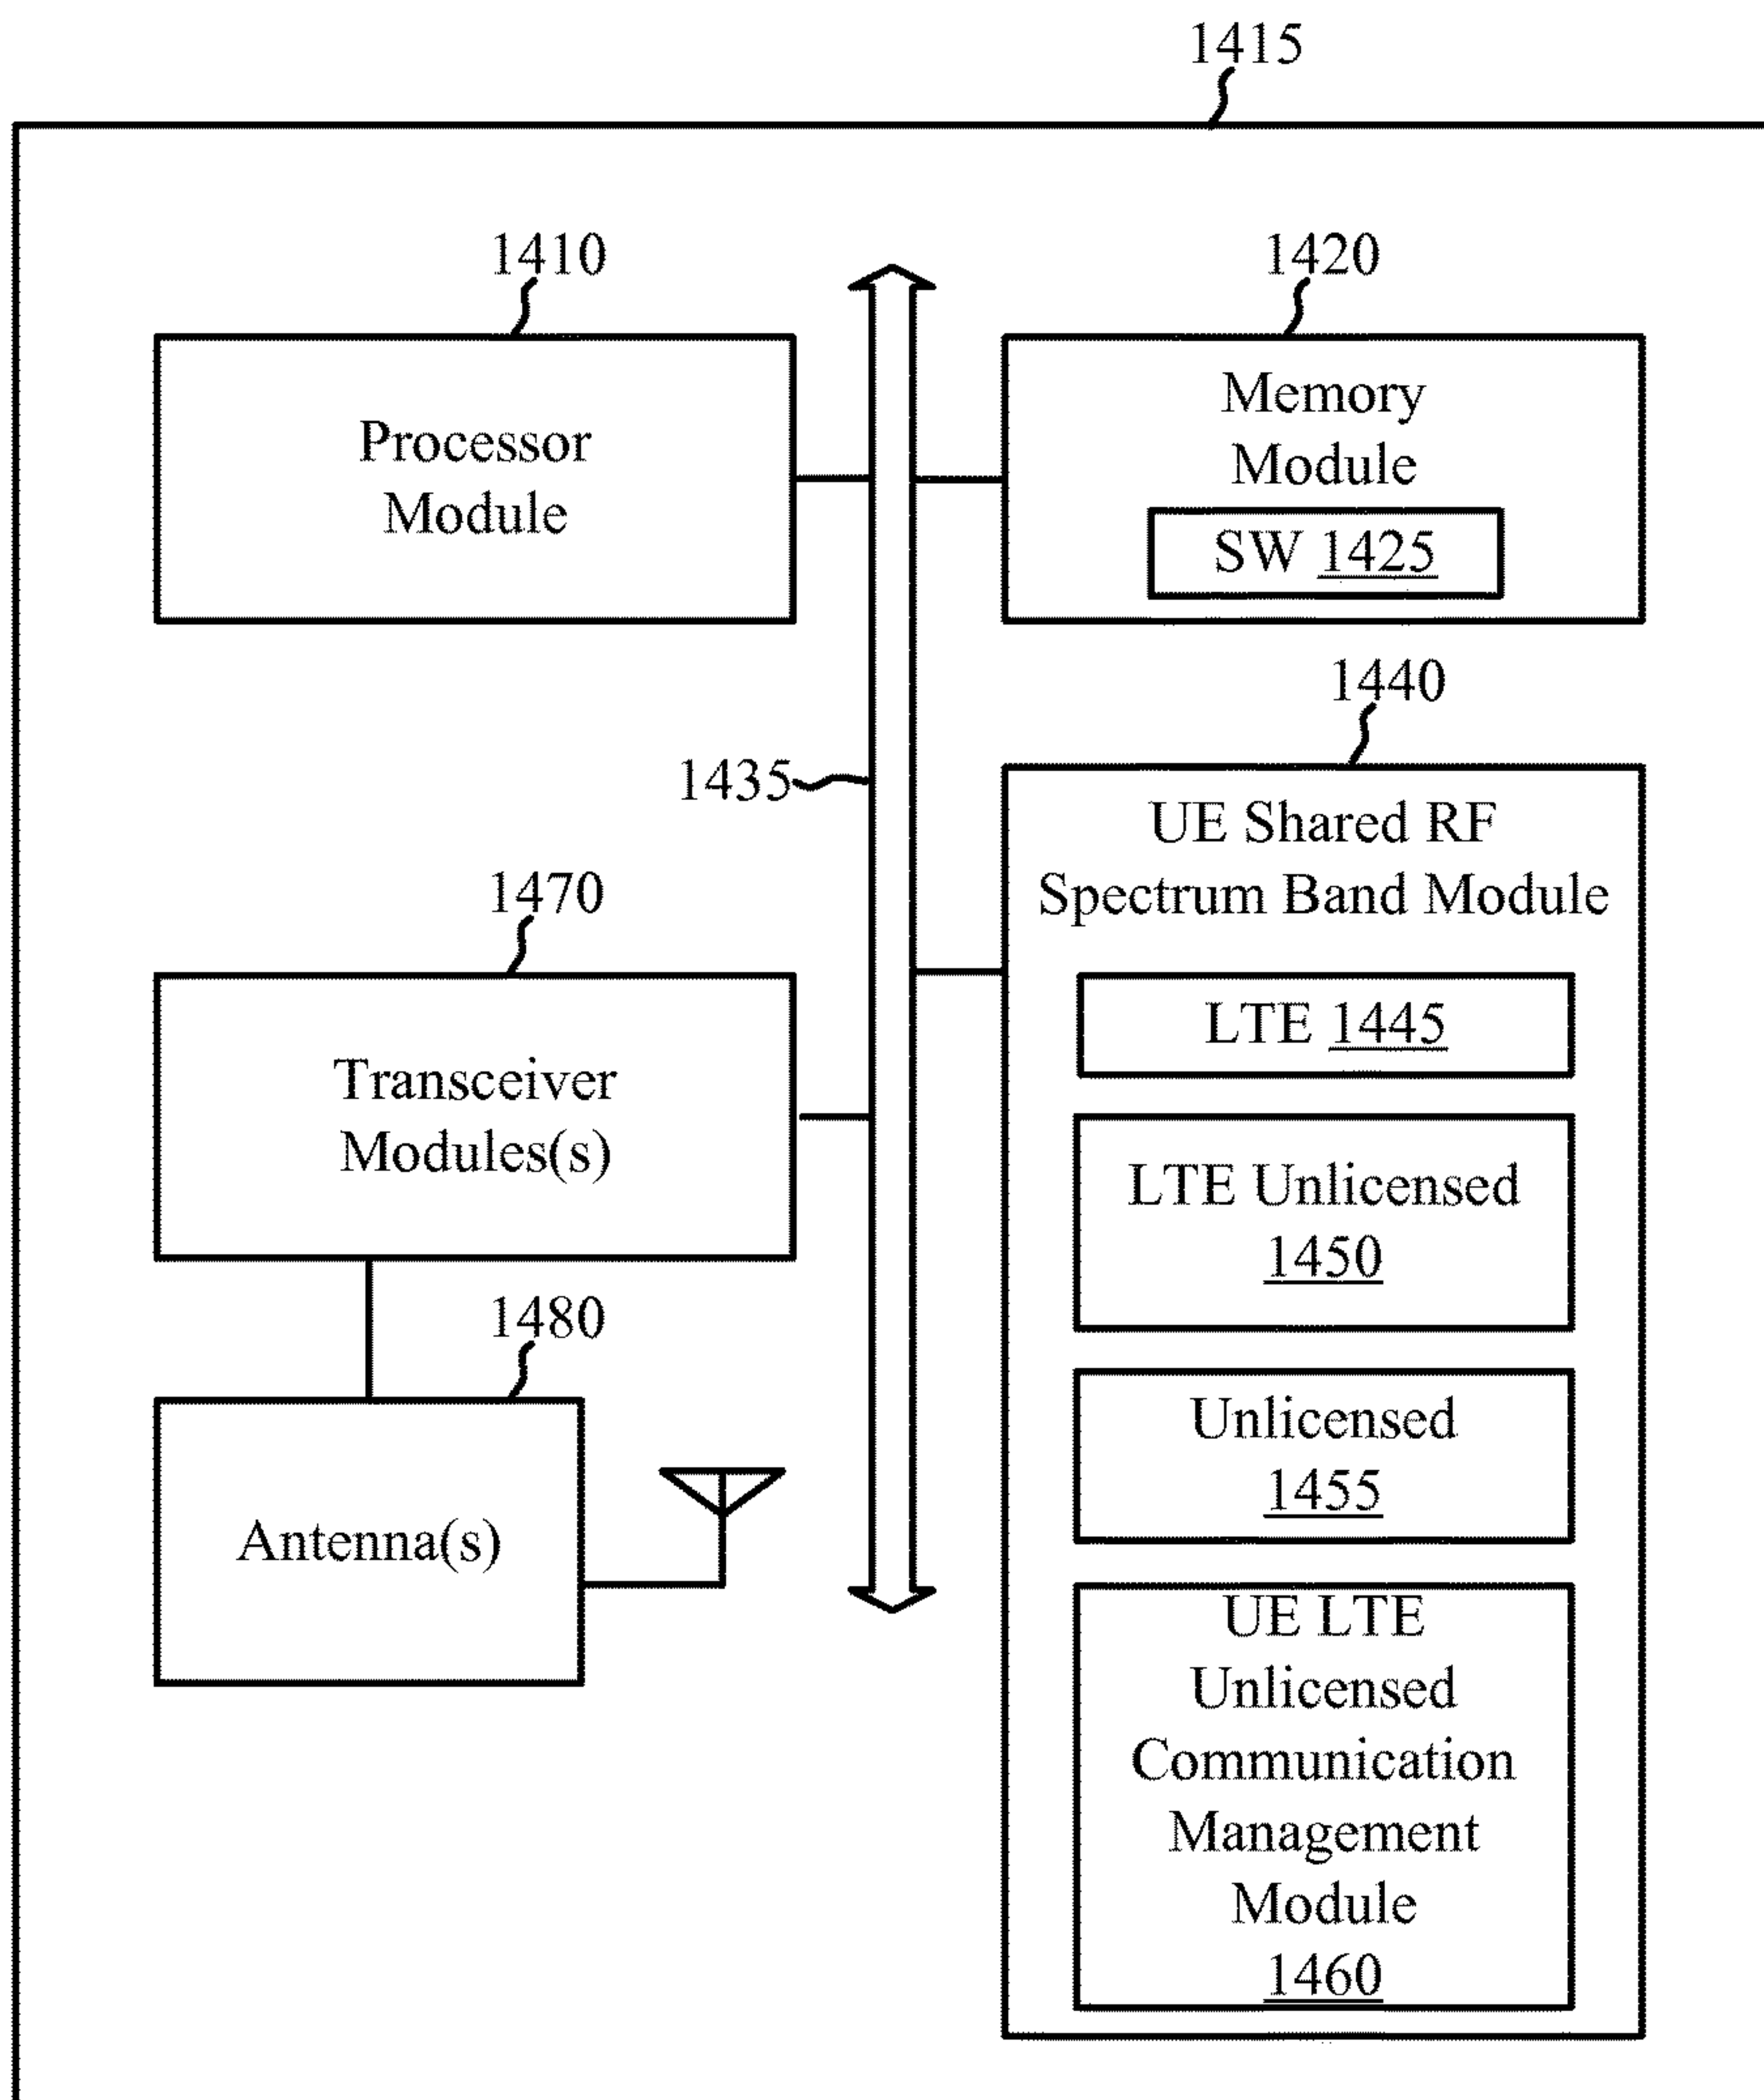 1415
1410
Processor
Module
1420
Memory
Module
SW 1425
1435
1440
UE Shared RF
Spectrum Band Module
LTE 1445
LTE Unlicensed
1450
Unlicensed
1455
UE LTE
Unlicensed
Communication
Management
Module
1460
1470
Transceiver
Modules(s)
1480
Antenna(s)